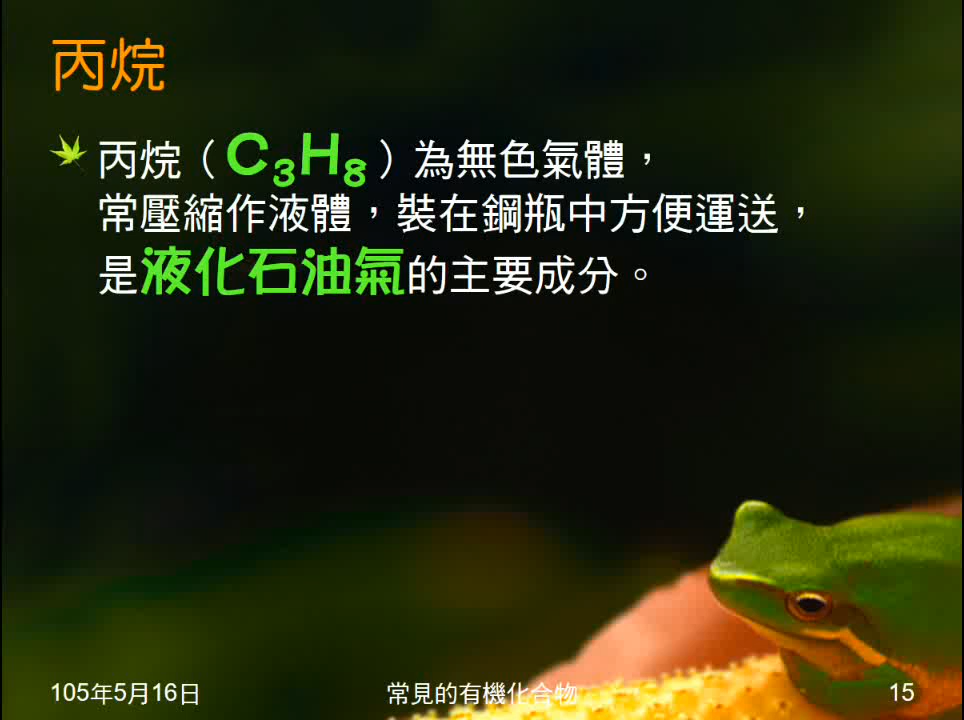 丙烷
丙烷（C₃H₈）為無色氣體，
常壓縮作液體，裝在鋼瓶中方便運送，
是液化石油氣的主要成分。
105年5月16日
常見的有機化合物
15